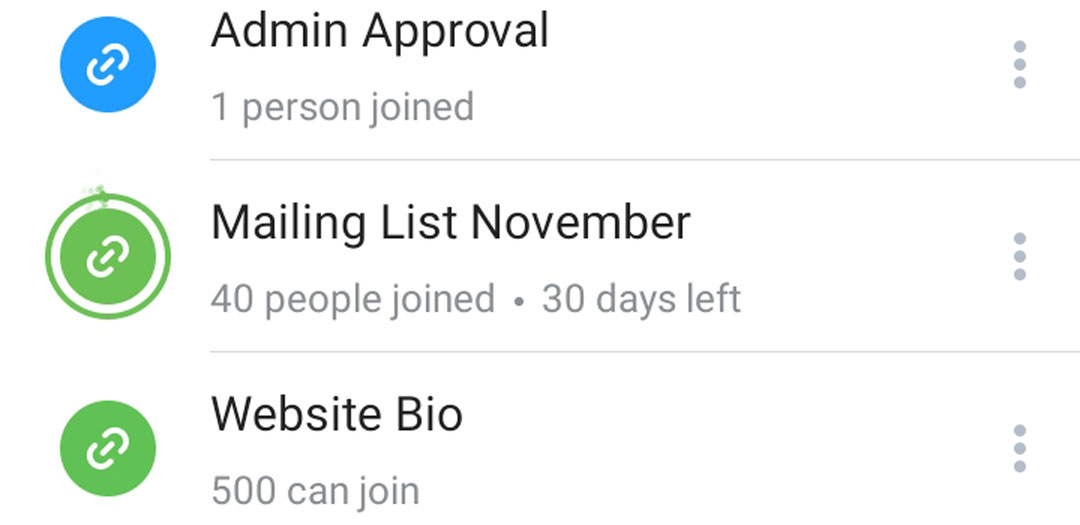 Admin Approval
1 person joined
Mailing List November
40 people joined • 30 days left
Website Bio
500 can join